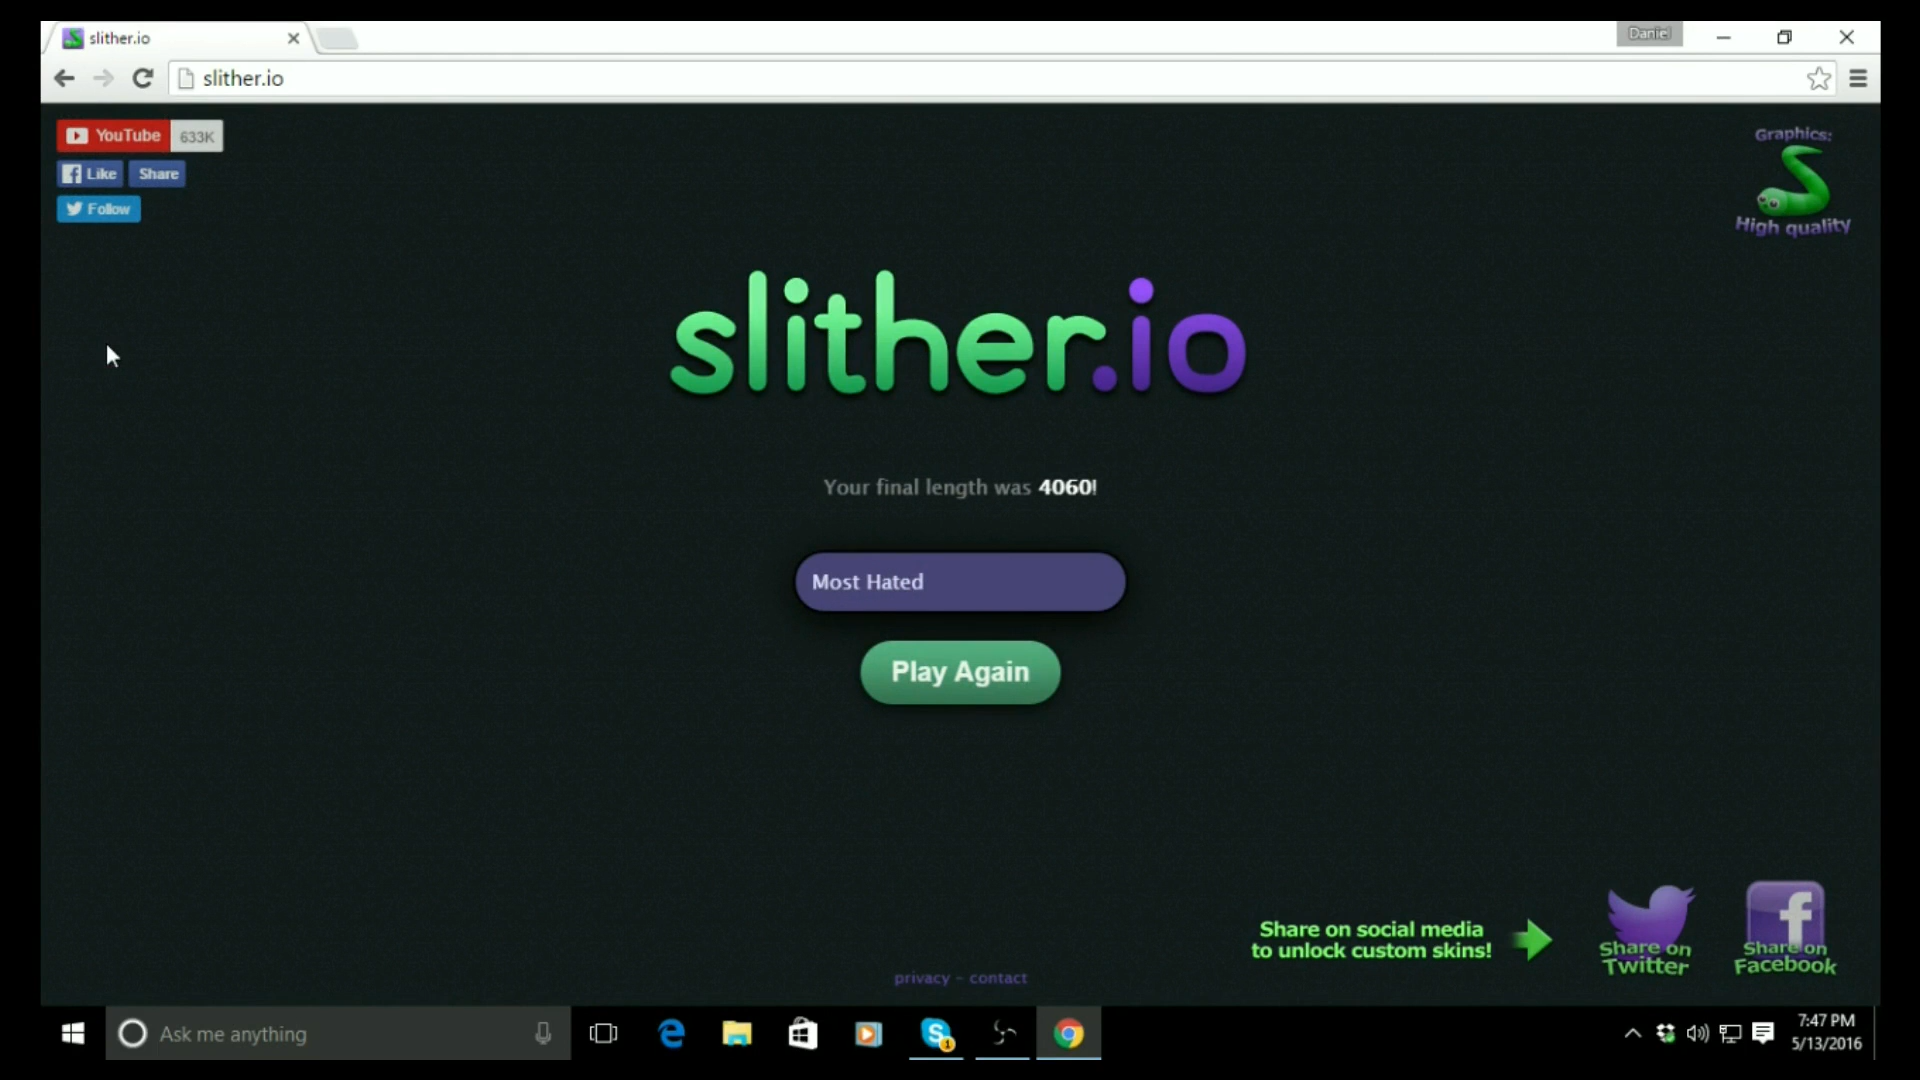 slither.io
Daniel
slither.io
YouTube 633K
Like Share
Follow
Graphics:
High quality
slither.io
Your final length was 4060!
Most Hated
Play Again
Share on social media
to unlock custom skins!
Share on
Twitter
Share on
Facebook
privacy - contact
Ask me anything
1
7:47 PM
5/13/2016